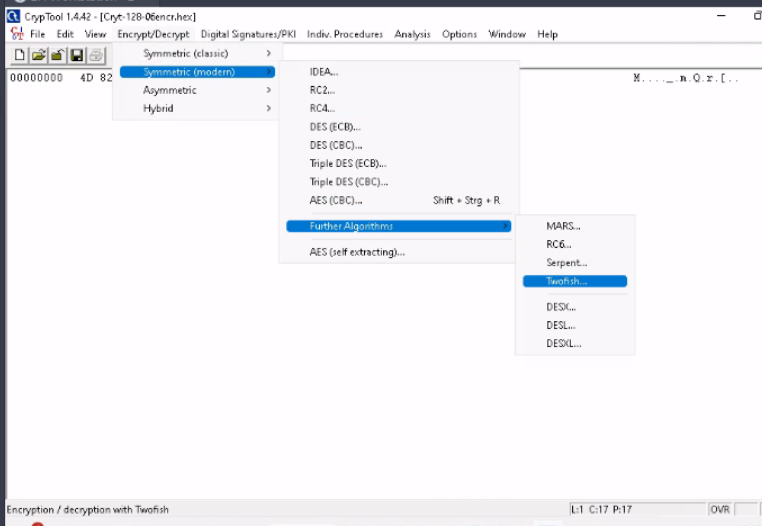 CrypTool 1.4.42 - [Cryt-128-06encr.hex]
File Edit View Encrypt/Decrypt Digital Signatures/PKI Indiv. Procedures Analysis Options Window Help
Symmetric (classic) >
Symmetric (modern) >
Asymmetric >
Hybrid >
00000000 4D 82
M...._.m.Q.r.[..
IDEA...
RC2...
RC4...
DES (ECB)...
DES (CBC)...
Triple DES (ECB)...
Triple DES (CBC)...
AES (CBC)... Shift + Strg + R
Further Algorithms >
AES (self extracting)...
MARS...
RC6...
Serpent...
Twofish...
DESX...
DESL...
DESXL...
Encryption / decryption with Twofish
L:1 C:17 P:17
OVR